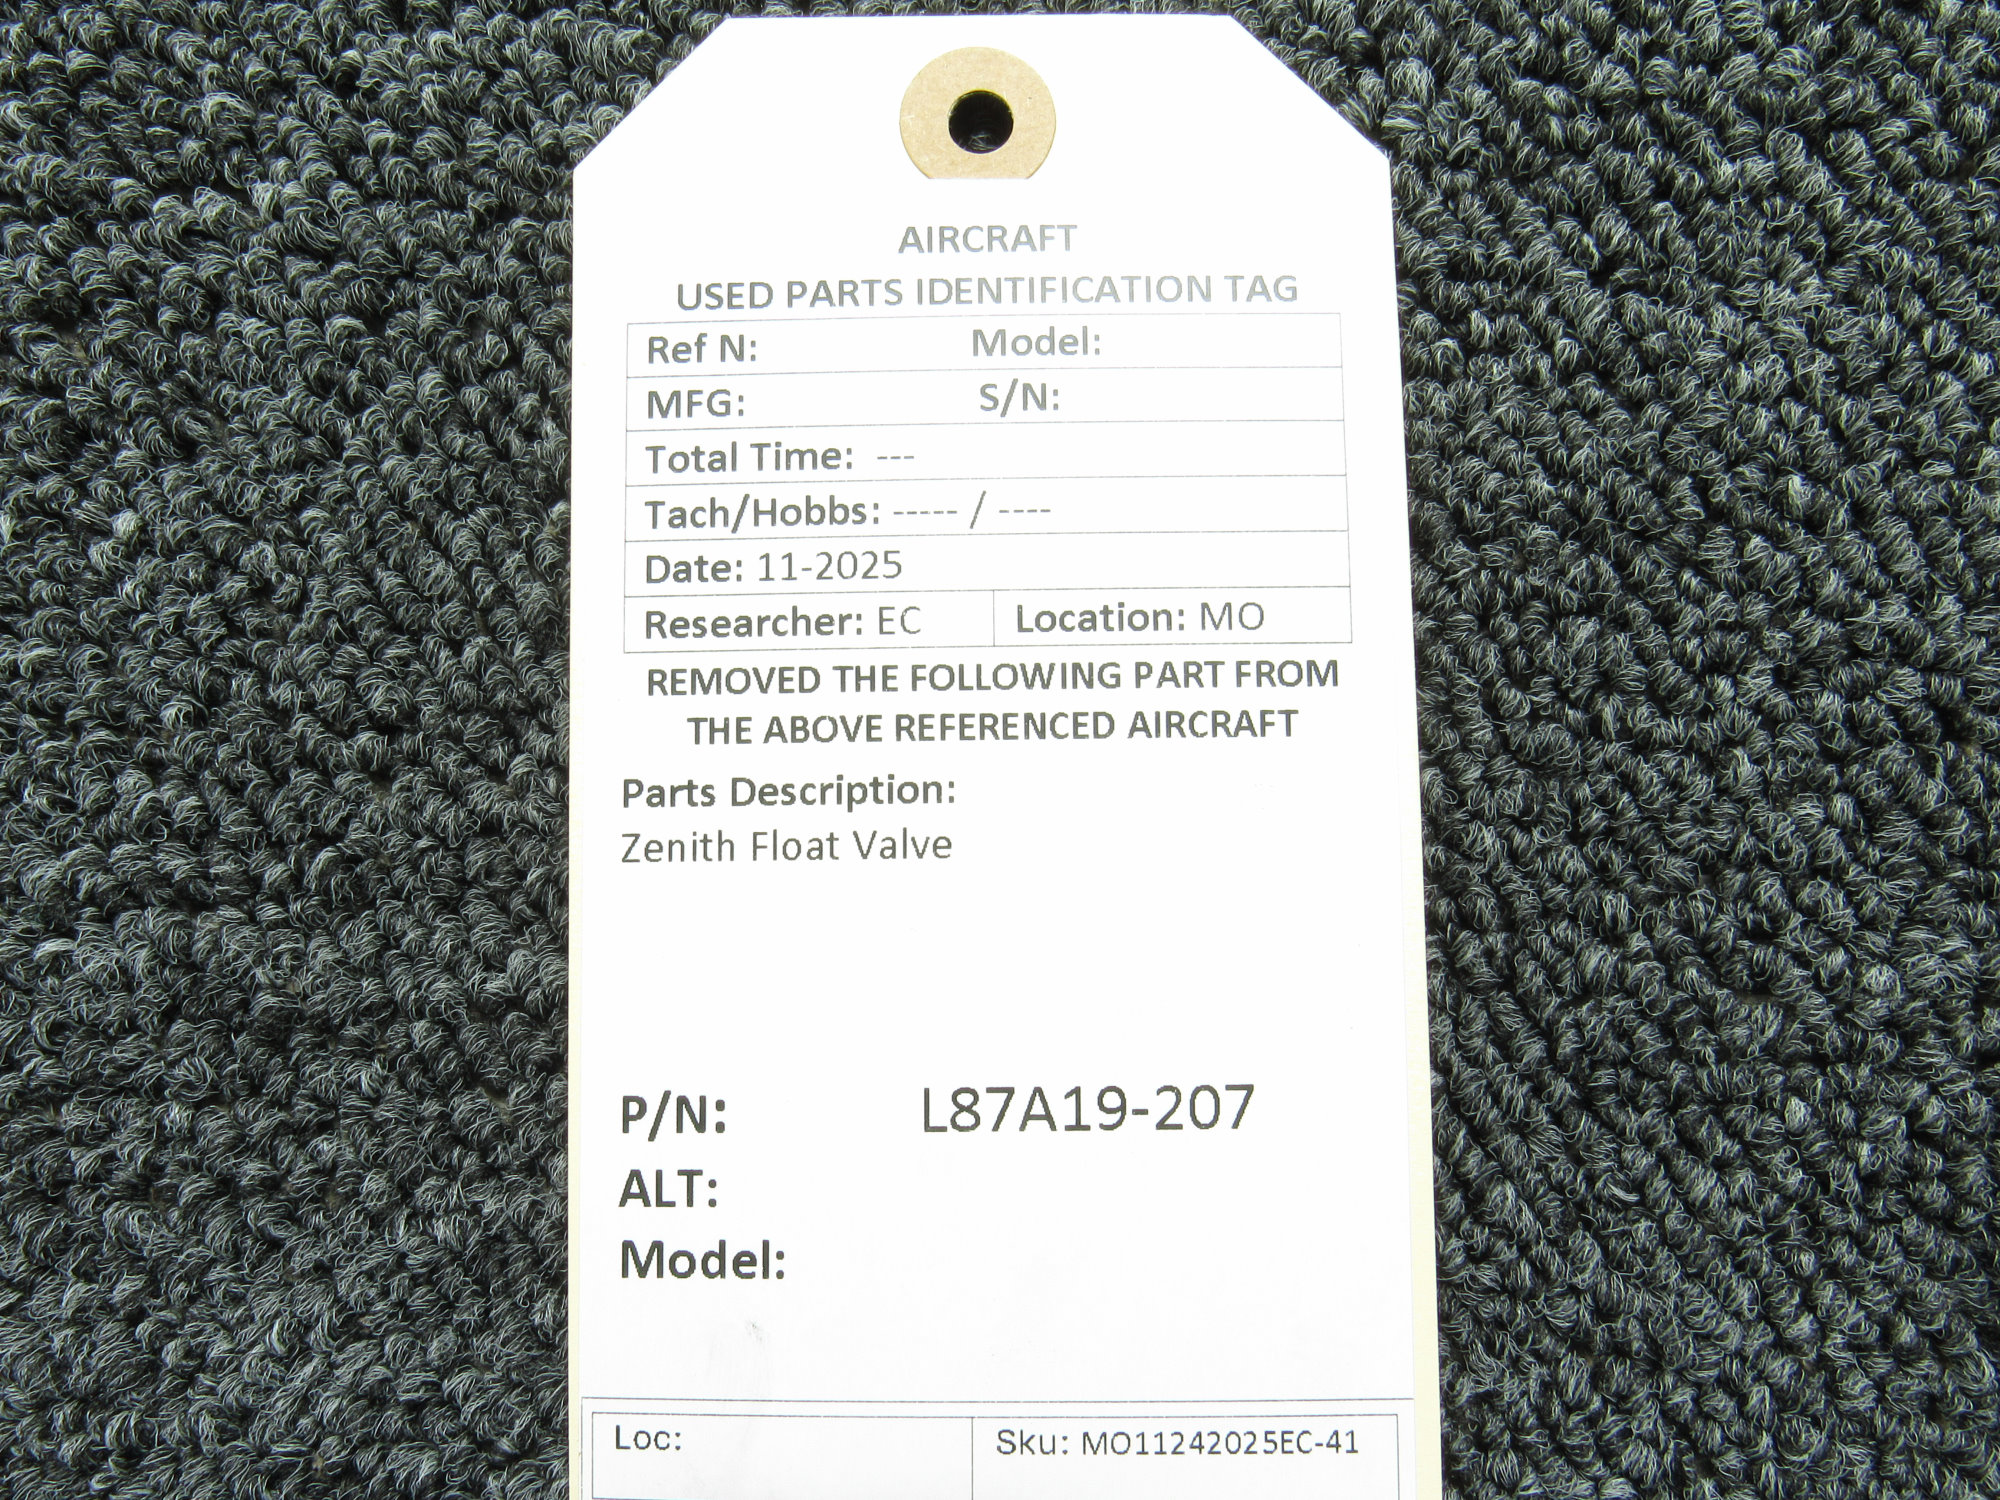 AIRCRAFT
USED PARTS IDENTIFICATION TAG
Ref N: Model:
MFG: S/N:
Total Time: ---
Tach/Hobbs: ----- / ----
Date: 11-2025
Researcher: EC Location: MO
REMOVED THE FOLLOWING PART FROM
THE ABOVE REFERENCED AIRCRAFT
Parts Description:
Zenith Float Valve
P/N: L87A19-207
ALT:
Model:
Loc: Sku: MO11242025EC-41